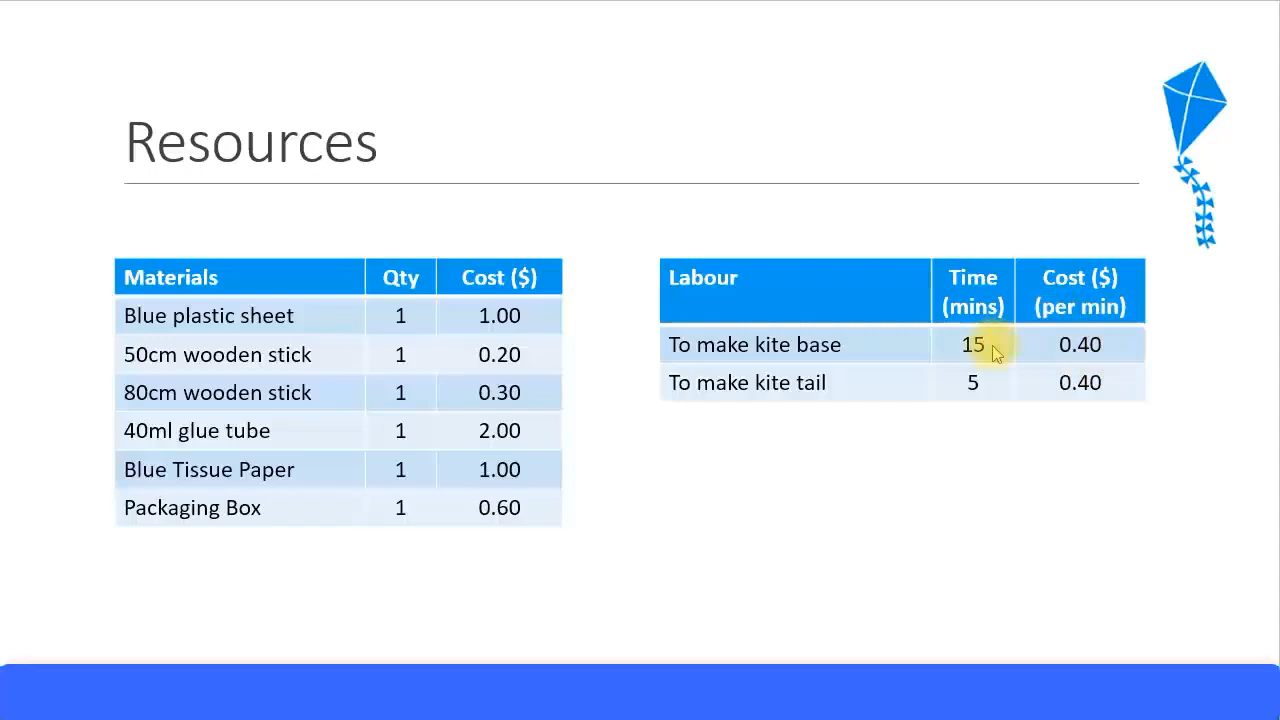 Resources
Materials Qty Cost ($)
Blue plastic sheet 1 1.00
50cm wooden stick 1 0.20
80cm wooden stick 1 0.30
40ml glue tube 1 2.00
Blue Tissue Paper 1 1.00
Packaging Box 1 0.60
Labour Time (mins) Cost ($) (per min)
To make kite base 15 0.40
To make kite tail 5 0.40